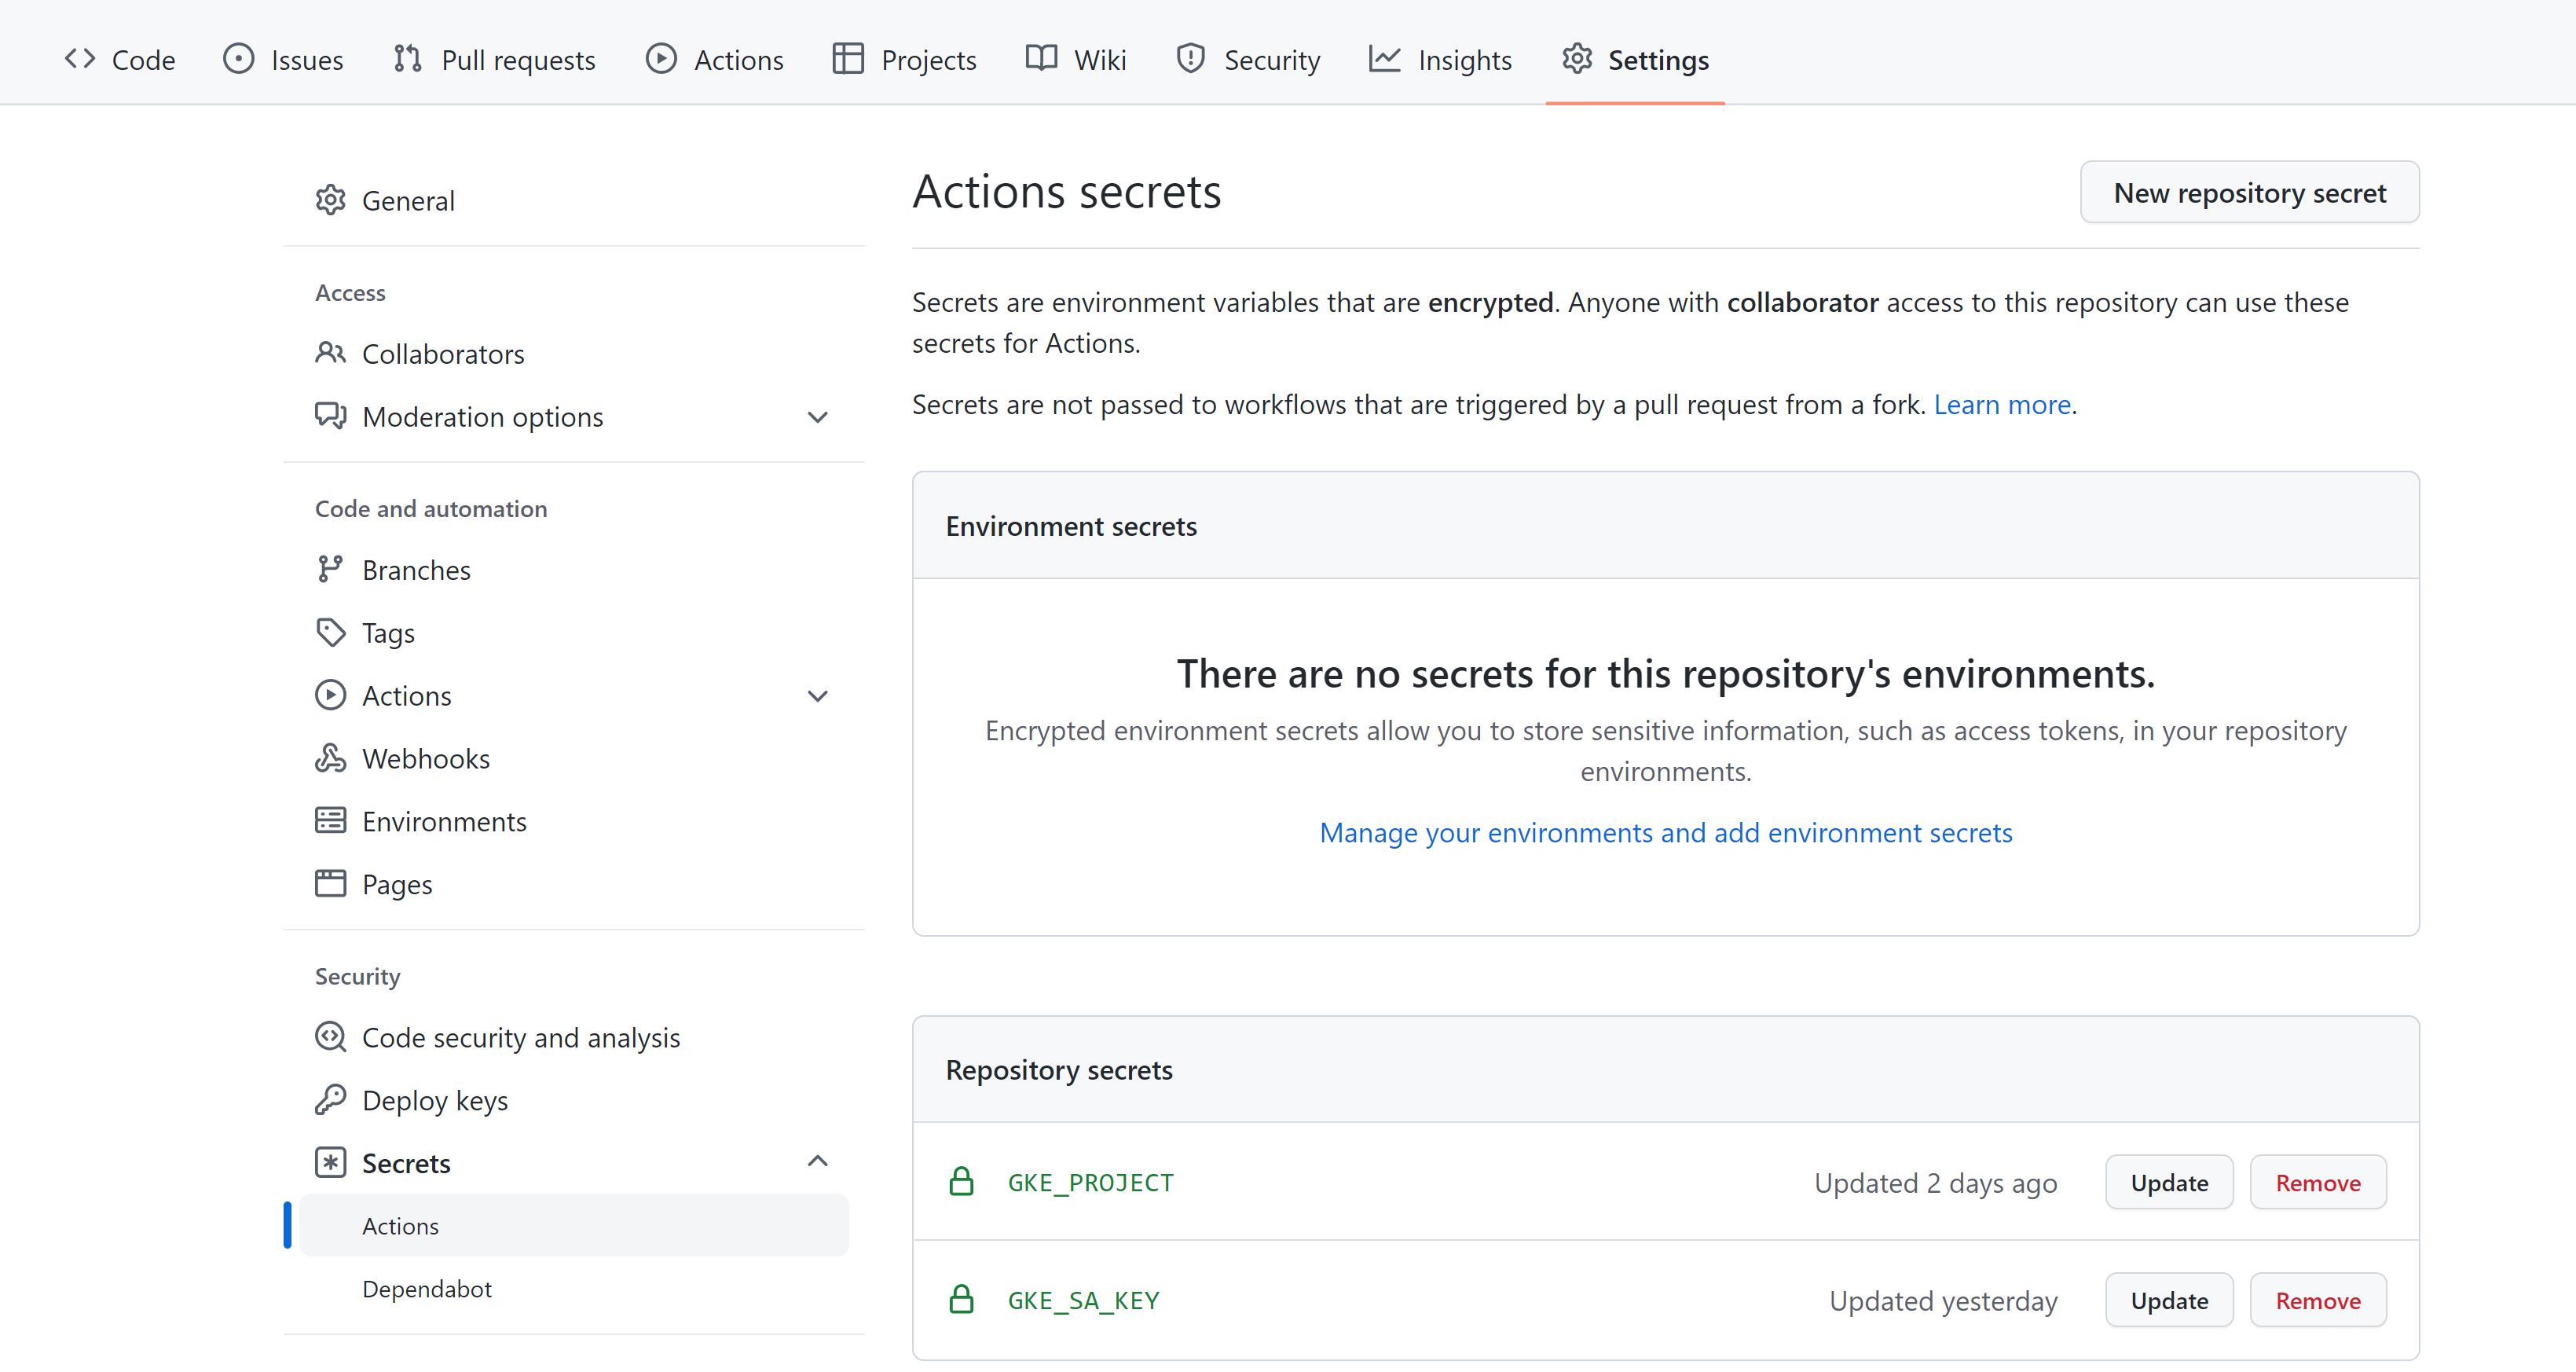 Code Issues Pull requests Actions Projects Wiki Security Insights Settings
General
Access
Collaborators
Moderation options
Code and automation
Branches
Tags
Actions
Webhooks
Environments
Pages
Security
Code security and analysis
Deploy keys
Secrets
Actions
Dependabot
Actions secrets
New repository secret
Secrets are environment variables that are encrypted. Anyone with collaborator access to this repository can use these
secrets for Actions.
Secrets are not passed to workflows that are triggered by a pull request from a fork. Learn more.
Environment secrets
There are no secrets for this repository's environments.
Encrypted environment secrets allow you to store sensitive information, such as access tokens, in your repository
environments.
Manage your environments and add environment secrets
Repository secrets
GKE_PROJECT Updated 2 days ago Update Remove
GKE_SA_KEY Updated yesterday Update Remove